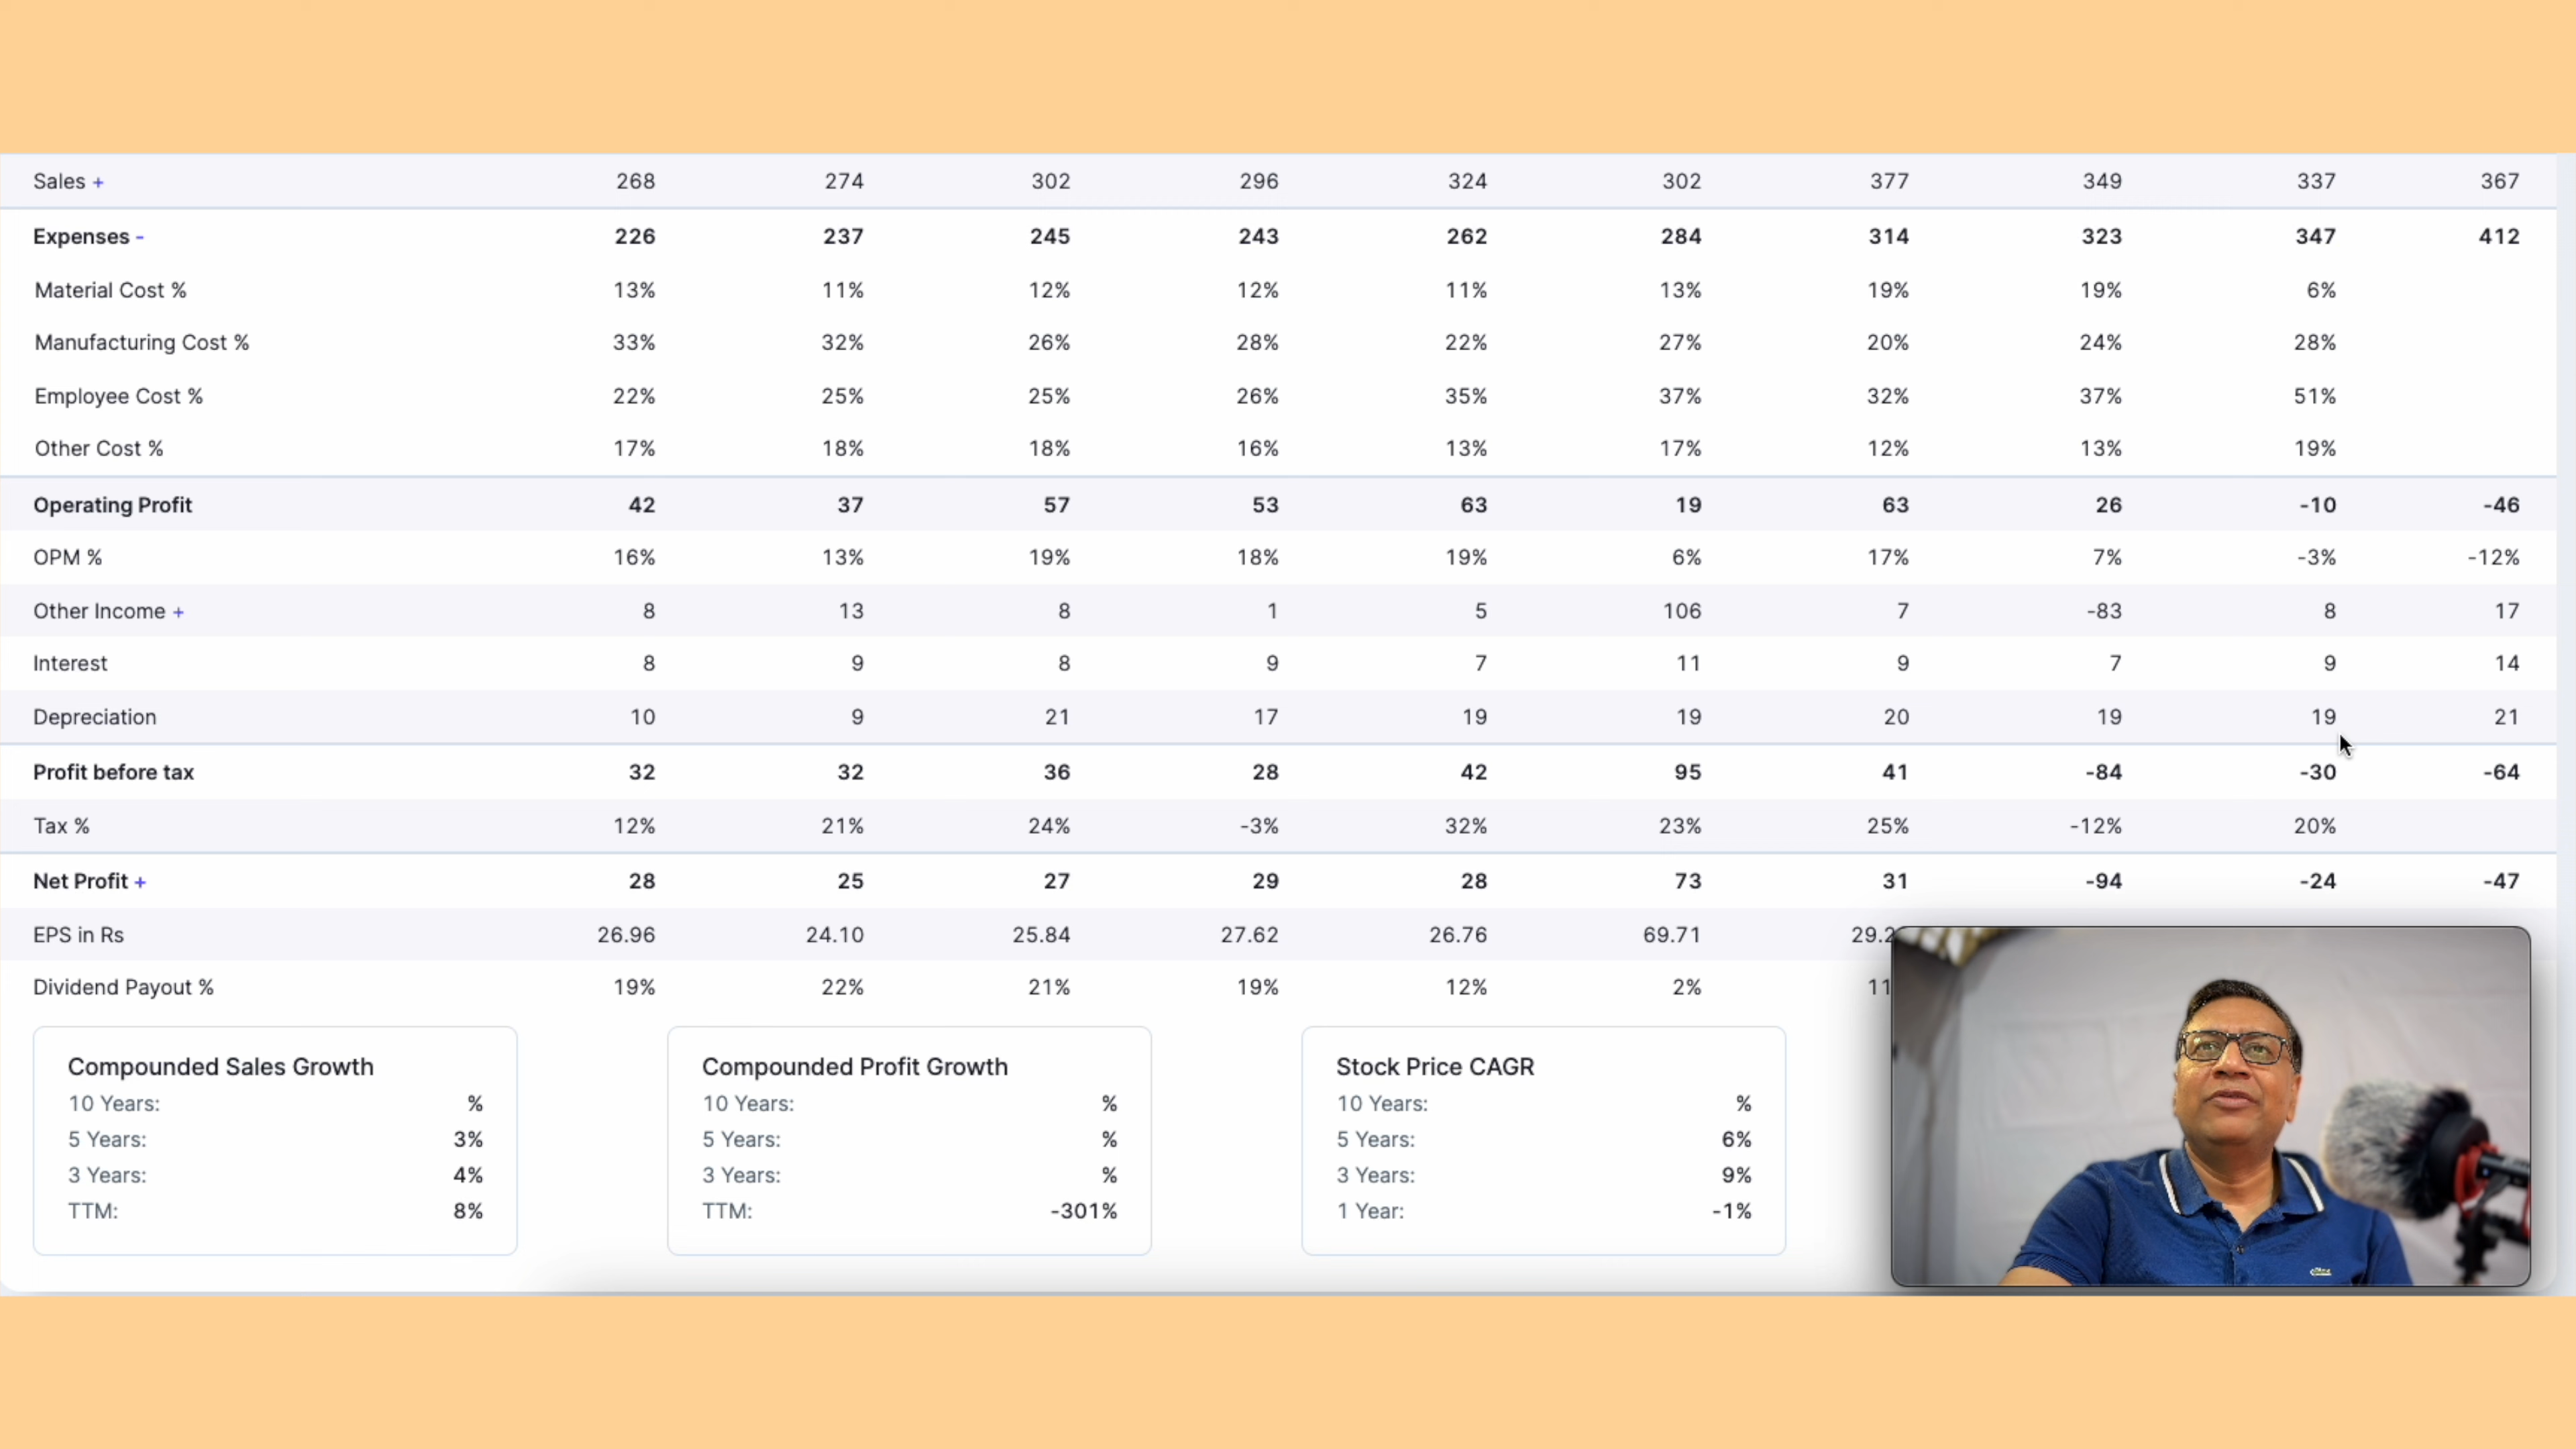 Sales + 268 274 302 296 324 302 377 349 337 367
Expenses - 226 237 245 243 262 284 314 323 347 412
Material Cost % 13% 11% 12% 12% 11% 13% 19% 19% 6%
Manufacturing Cost % 33% 32% 26% 28% 22% 27% 20% 24% 28%
Employee Cost % 22% 25% 25% 26% 35% 37% 32% 37% 51%
Other Cost % 17% 18% 18% 16% 13% 17% 12% 13% 19%
Operating Profit 42 37 57 53 63 19 63 26 -10 -46
OPM % 16% 13% 19% 18% 19% 6% 17% 7% -3% -12%
Other Income + 8 13 8 1 5 106 7 -83 8 17
Interest 8 9 8 9 7 11 9 7 9 14
Depreciation 10 9 21 17 19 19 20 19 19 21
Profit before tax 32 32 36 28 42 95 41 -84 -30 -64
Tax % 12% 21% 24% -3% 32% 23% 25% -12% 20%
Net Profit + 28 25 27 29 28 73 31 -94 -24 -47
EPS in Rs 26.96 24.10 25.84 27.62 26.76 69.71 29.2
Dividend Payout % 19% 22% 21% 19% 12% 2% 11
Compounded Sales Growth
10 Years: %
5 Years: 3%
3 Years: 4%
TTM: 8%
Compounded Profit Growth
10 Years: %
5 Years: %
3 Years: %
TTM: -301%
Stock Price CAGR
10 Years: %
5 Years: 6%
3 Years: 9%
1 Year: -1%